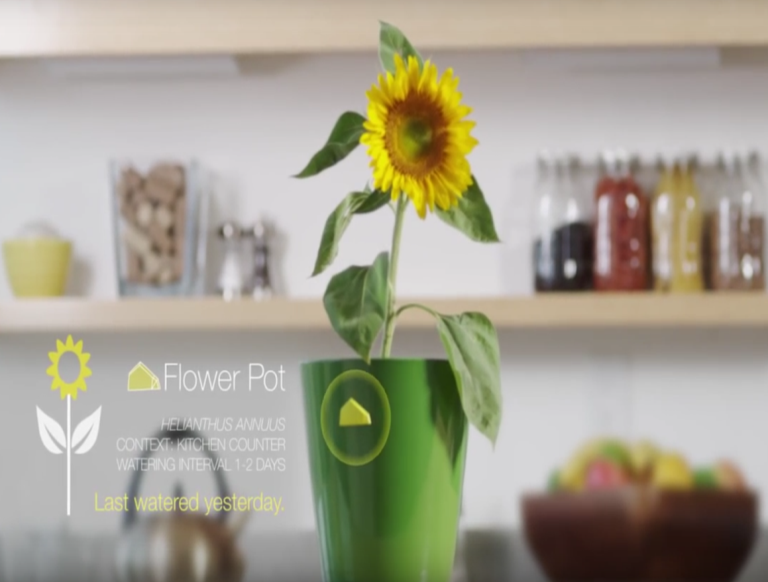 Flower Pot
HELIANTHUS ANNUUS
CONTEXT: KITCHEN COUNTER
WATERING INTERVAL 1-2 DAYS
Last watered yesterday.